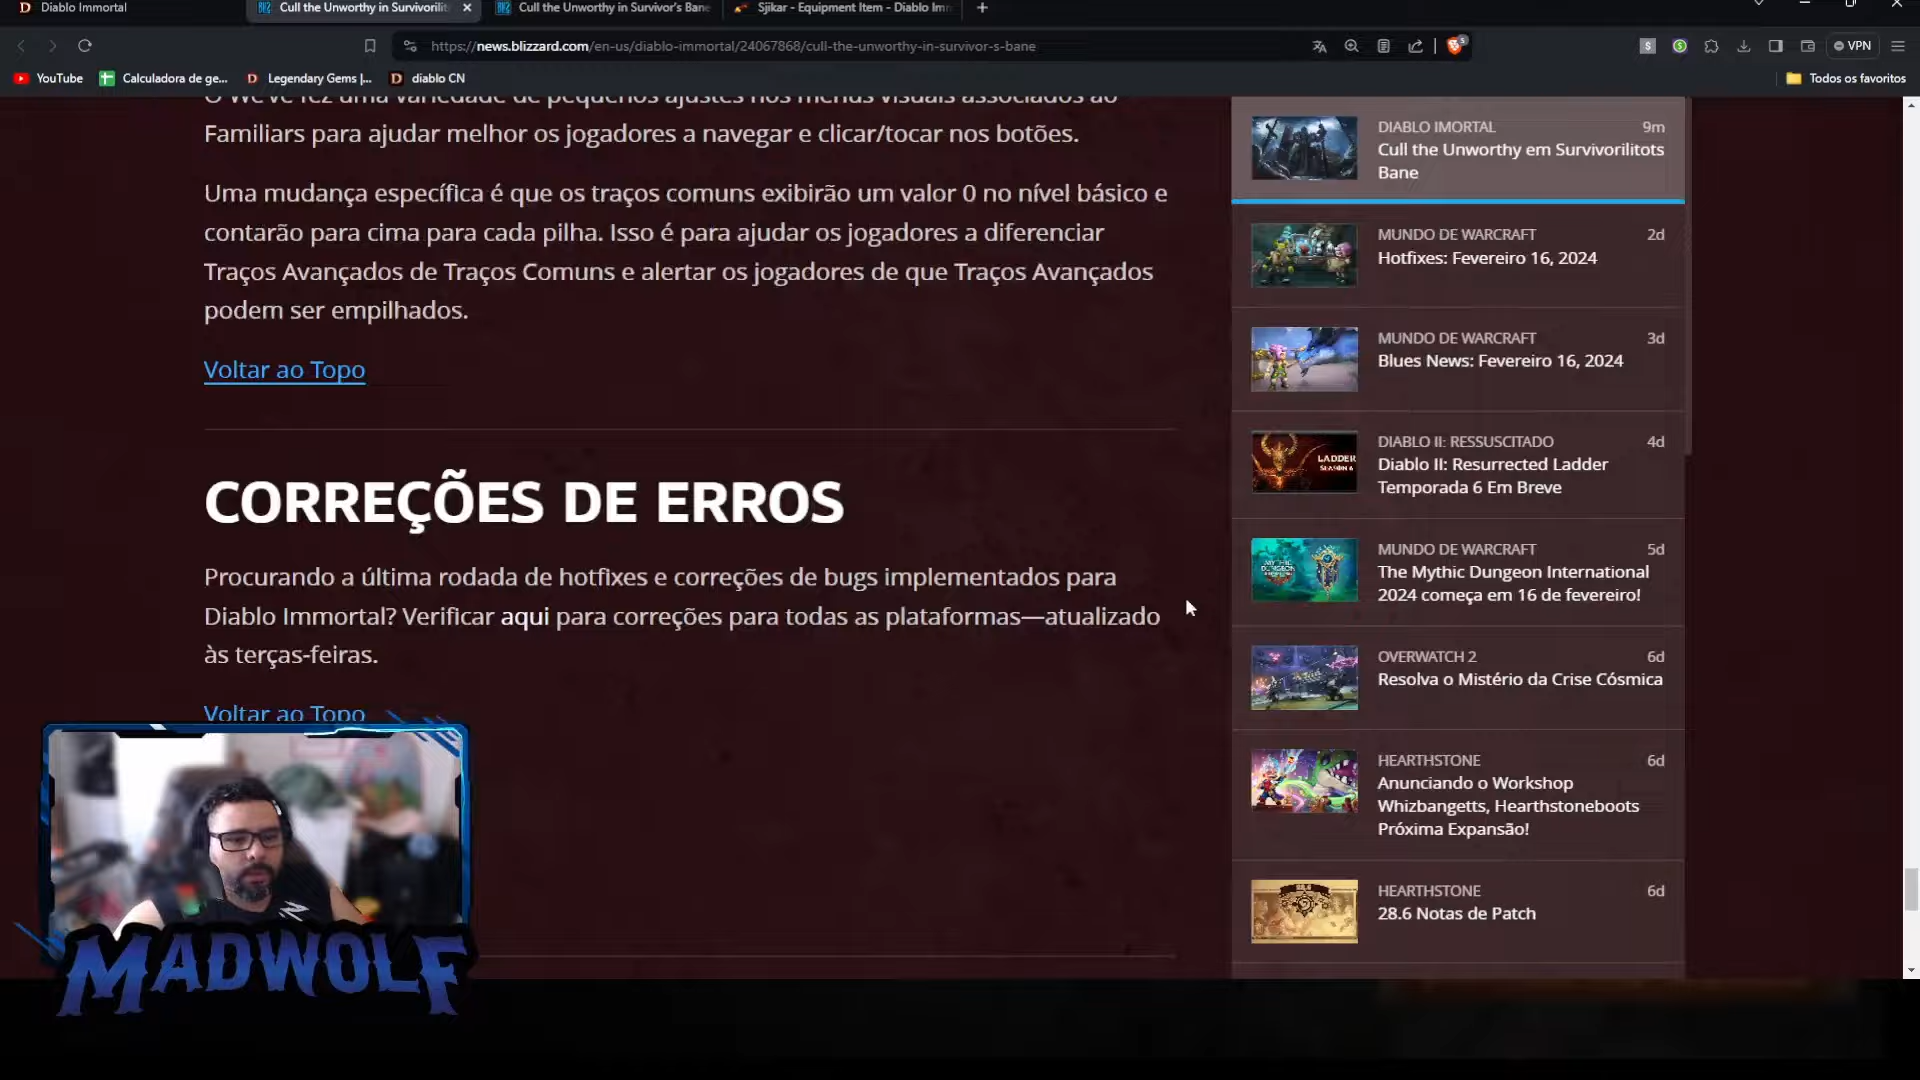 Diablo Immortal
Cull the Unworthy in Survivorilit
Cull the Unworthy in Survivor's Bane
Sjikar - Equipment Item - Diablo Imm
https://news.blizzard.com/en-us/diablo-immortal/24067868/cull-the-unworthy-in-survivor-s-bane
5
VPN
YouTube
Calculadora de ge...
Legendary Gems |...
diablo CN
Todos os favoritos
O We've fez uma variedade de pequenos ajustes nos menus visuais associados ao
Familiars para ajudar melhor os jogadores a navegar e clicar/tocar nos botões.
Uma mudança específica é que os traços comuns exibirão um valor 0 no nível básico e
contarão para cima para cada pilha. Isso é para ajudar os jogadores a diferenciar
Traços Avançados de Traços Comuns e alertar os jogadores de que Traços Avançados
podem ser empilhados.
Voltar ao Topo
CORREÇÕES DE ERROS
Procurando a última rodada de hotfixes e correções de bugs implementados para
Diablo Immortal? Verificar aqui para correções para todas as plataformas—atualizado
às terças-feiras.
Voltar ao Topo
DIABLO IMORTAL
9m
Cull the Unworthy em Survivorilitots
Bane
MUNDO DE WARCRAFT
2d
Hotfixes: Fevereiro 16, 2024
MUNDO DE WARCRAFT
3d
Blues News: Fevereiro 16, 2024
LADDER
SEASON 6
DIABLO II: RESSUSCITADO
4d
Diablo II: Resurrected Ladder
Temporada 6 Em Breve
MUNDO DE WARCRAFT
5d
The Mythic Dungeon International
2024 começa em 16 de fevereiro!
OVERWATCH 2
6d
Resolva o Mistério da Crise Cósmica
HEARTHSTONE
6d
Anunciando o Workshop
Whizbangetts, Hearthstoneboots
Próxima Expansão!
28.6
HEARTHSTONE
6d
28.6 Notas de Patch
MADWOLF